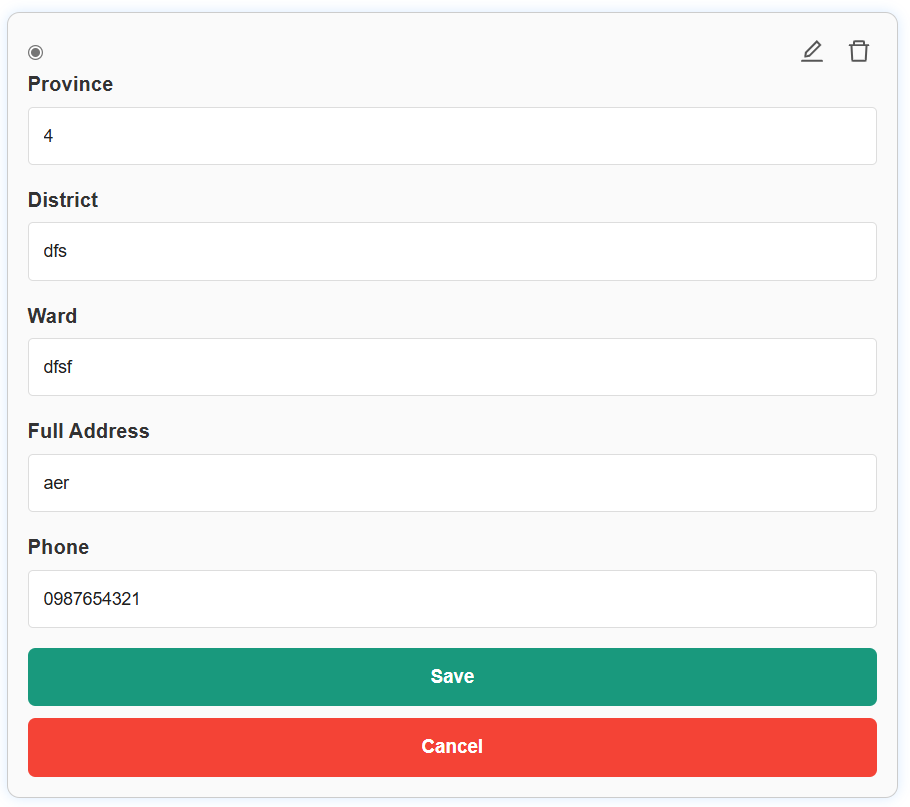 Province
4
District
dfs
Ward
dfsf
Full Address
aer
Phone
0987654321
Save
Cancel